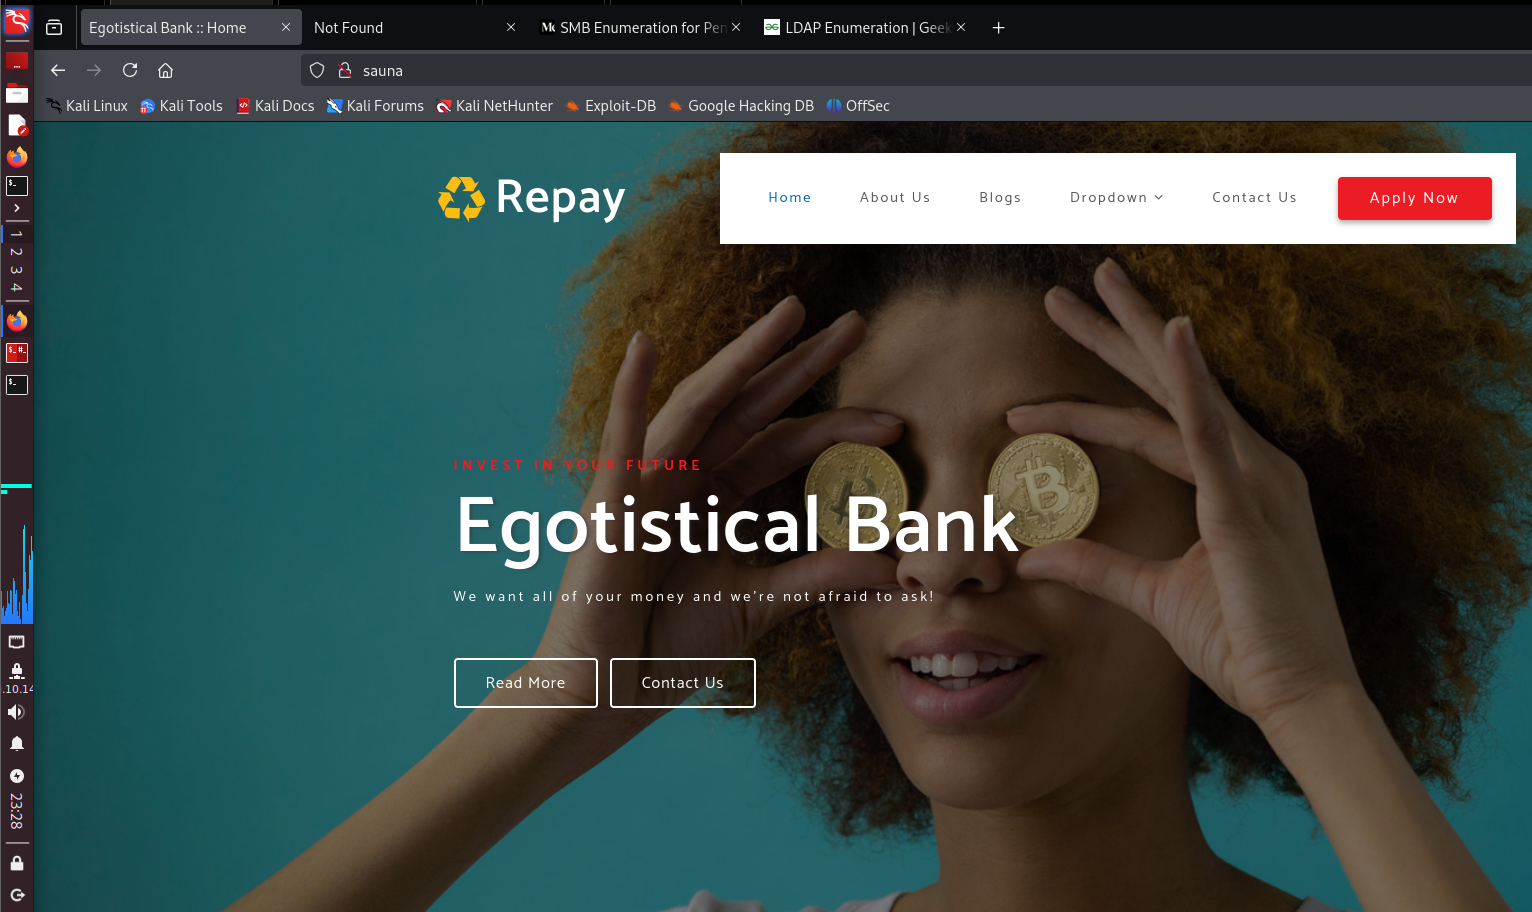 Egotistical Bank :: Home
Not Found
SMB Enumeration for Pen
LDAP Enumeration | Geek
sauna
Kali Linux
Kali Tools
Kali Docs
Kali Forums
Kali NetHunter
Exploit-DB
Google Hacking DB
OffSec
Repay
Home
About Us
Blogs
Dropdown
Contact Us
Apply Now
INVEST IN YOUR FUTURE
Egotistical Bank
We want all of your money and we're not afraid to ask!
Read More
Contact Us
1
2
3
4
.10.14
23:28